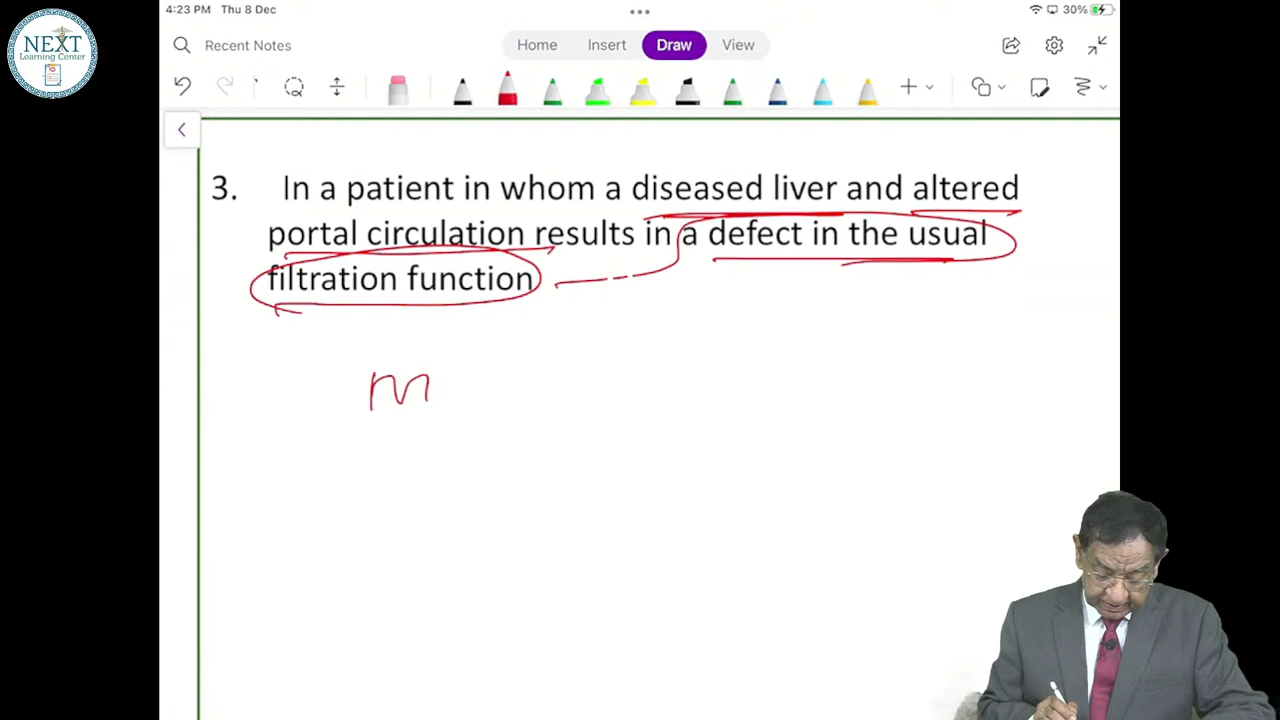 4:23 PM Thu 8 Dec
30%
NEXT
Learning Center
Recent Notes
Home Insert Draw View
3. In a patient in whom a diseased liver and altered
portal circulation results in a defect in the usual
filtration function
m